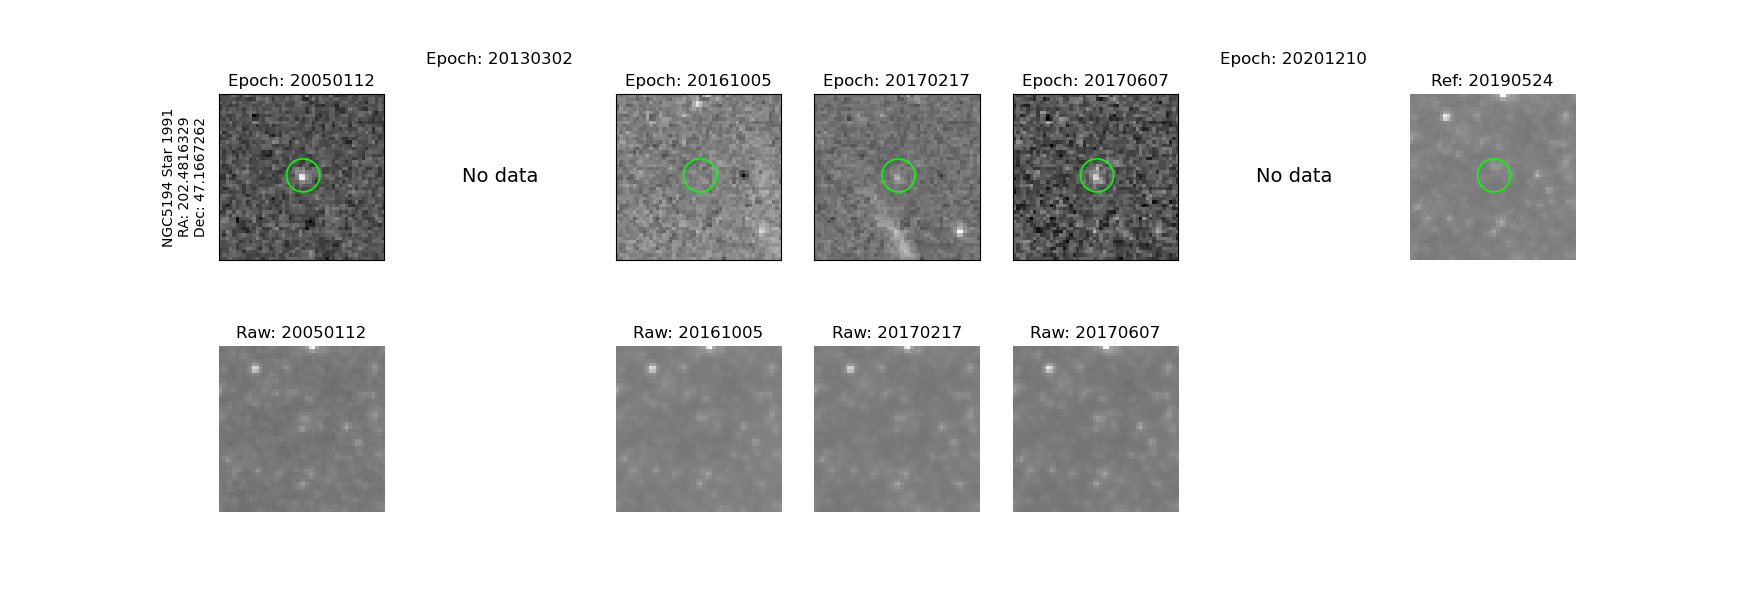 Epoch: 20130302
Epoch: 20201210
Epoch: 20050112
Epoch: 20161005
Epoch: 20170217
Epoch: 20170607
Ref: 20190524
NGC5194 Star 1991
RA: 202.4816329
Dec: 47.1667262
No data
No data
Raw: 20050112
Raw: 20161005
Raw: 20170217
Raw: 20170607